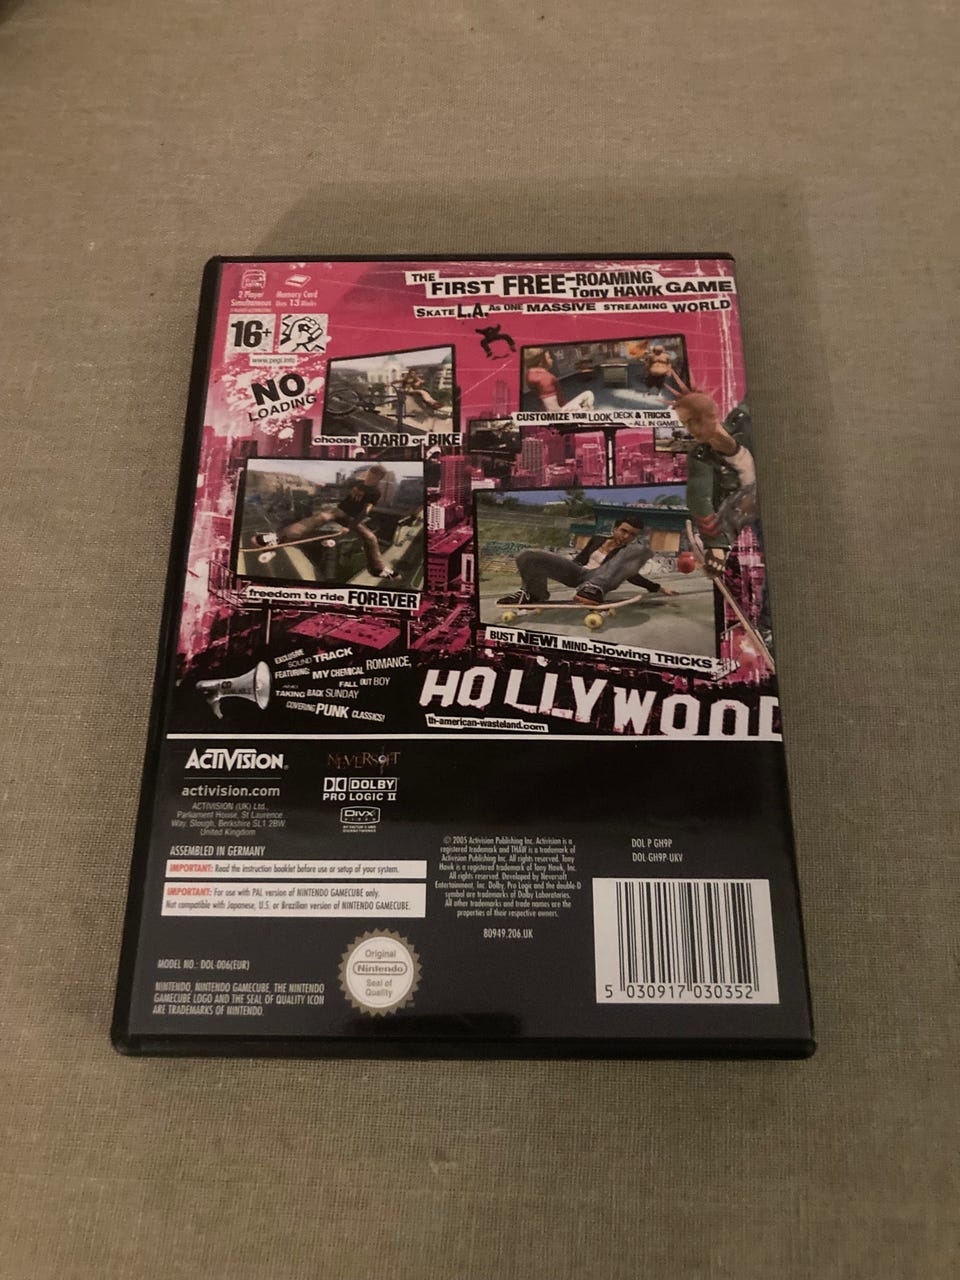 THE FIRST FREE-ROAMING
Tony HAWK GAME
SKATE L.A. AS ONE MASSIVE STREAMING WORLD
2 Player
Simultaneous
Memory Card
Uses 13 Blocks
16+
www.pegi.info
NO
LOADING
choose BOARD or BIKE
CUSTOMIZE YOUR LOOK, DECK & TRICKS
- ALL IN GAME!
freedom to ride FOREVER
BUST NEW! MIND-blowing TRICKS
EXCLUSIVE
SOUND TRACK
FEATURING: MY CHEMICAL ROMANCE,
FALL OUT BOY
AND
TAKING BACK SUNDAY
COVERING PUNK CLASSICS!
HOLLYWOOD
th-american-wasteland.com
ACTIVISION®
activision.com
ACTIVISION (UK) Ltd.,
Parliament House, St Laurence
Way, Slough, Berkshire SL1 2BW.
United Kingdom
NEVERSOFT
DOLBY
PRO LOGIC II
DivX
VIDEO
ASSEMBLED IN GERMANY
IMPORTANT: Read the instruction booklet before use or setup of your system.
IMPORTANT: For use with PAL version of NINTENDO GAMECUBE only.
Not compatible with Japanese, U.S. or Brazilian version of NINTENDO GAMECUBE.
© 2005 Activision Publishing Inc. Activision is a
registered trademark and THAW is a trademark of
Activision Publishing Inc. All rights reserved. Tony
Hawk is a registered trademark of Tony Hawk, Inc.
All rights reserved. Developed by Neversoft
Entertainment, Inc. Dolby, Pro Logic and the double-D
symbol are trademarks of Dolby Laboratories.
All other trademarks and trade names are the
properties of their respective owners.
80949.206.UK
DOL P GH9P
DOL-GH9P-UKV
MODEL NO.: DOL-006(EUR)
NINTENDO, NINTENDO GAMECUBE, THE NINTENDO
GAMECUBE LOGO AND THE SEAL OF QUALITY ICON
ARE TRADEMARKS OF NINTENDO.
Original
Nintendo
Seal of
Quality
5 030917 030352